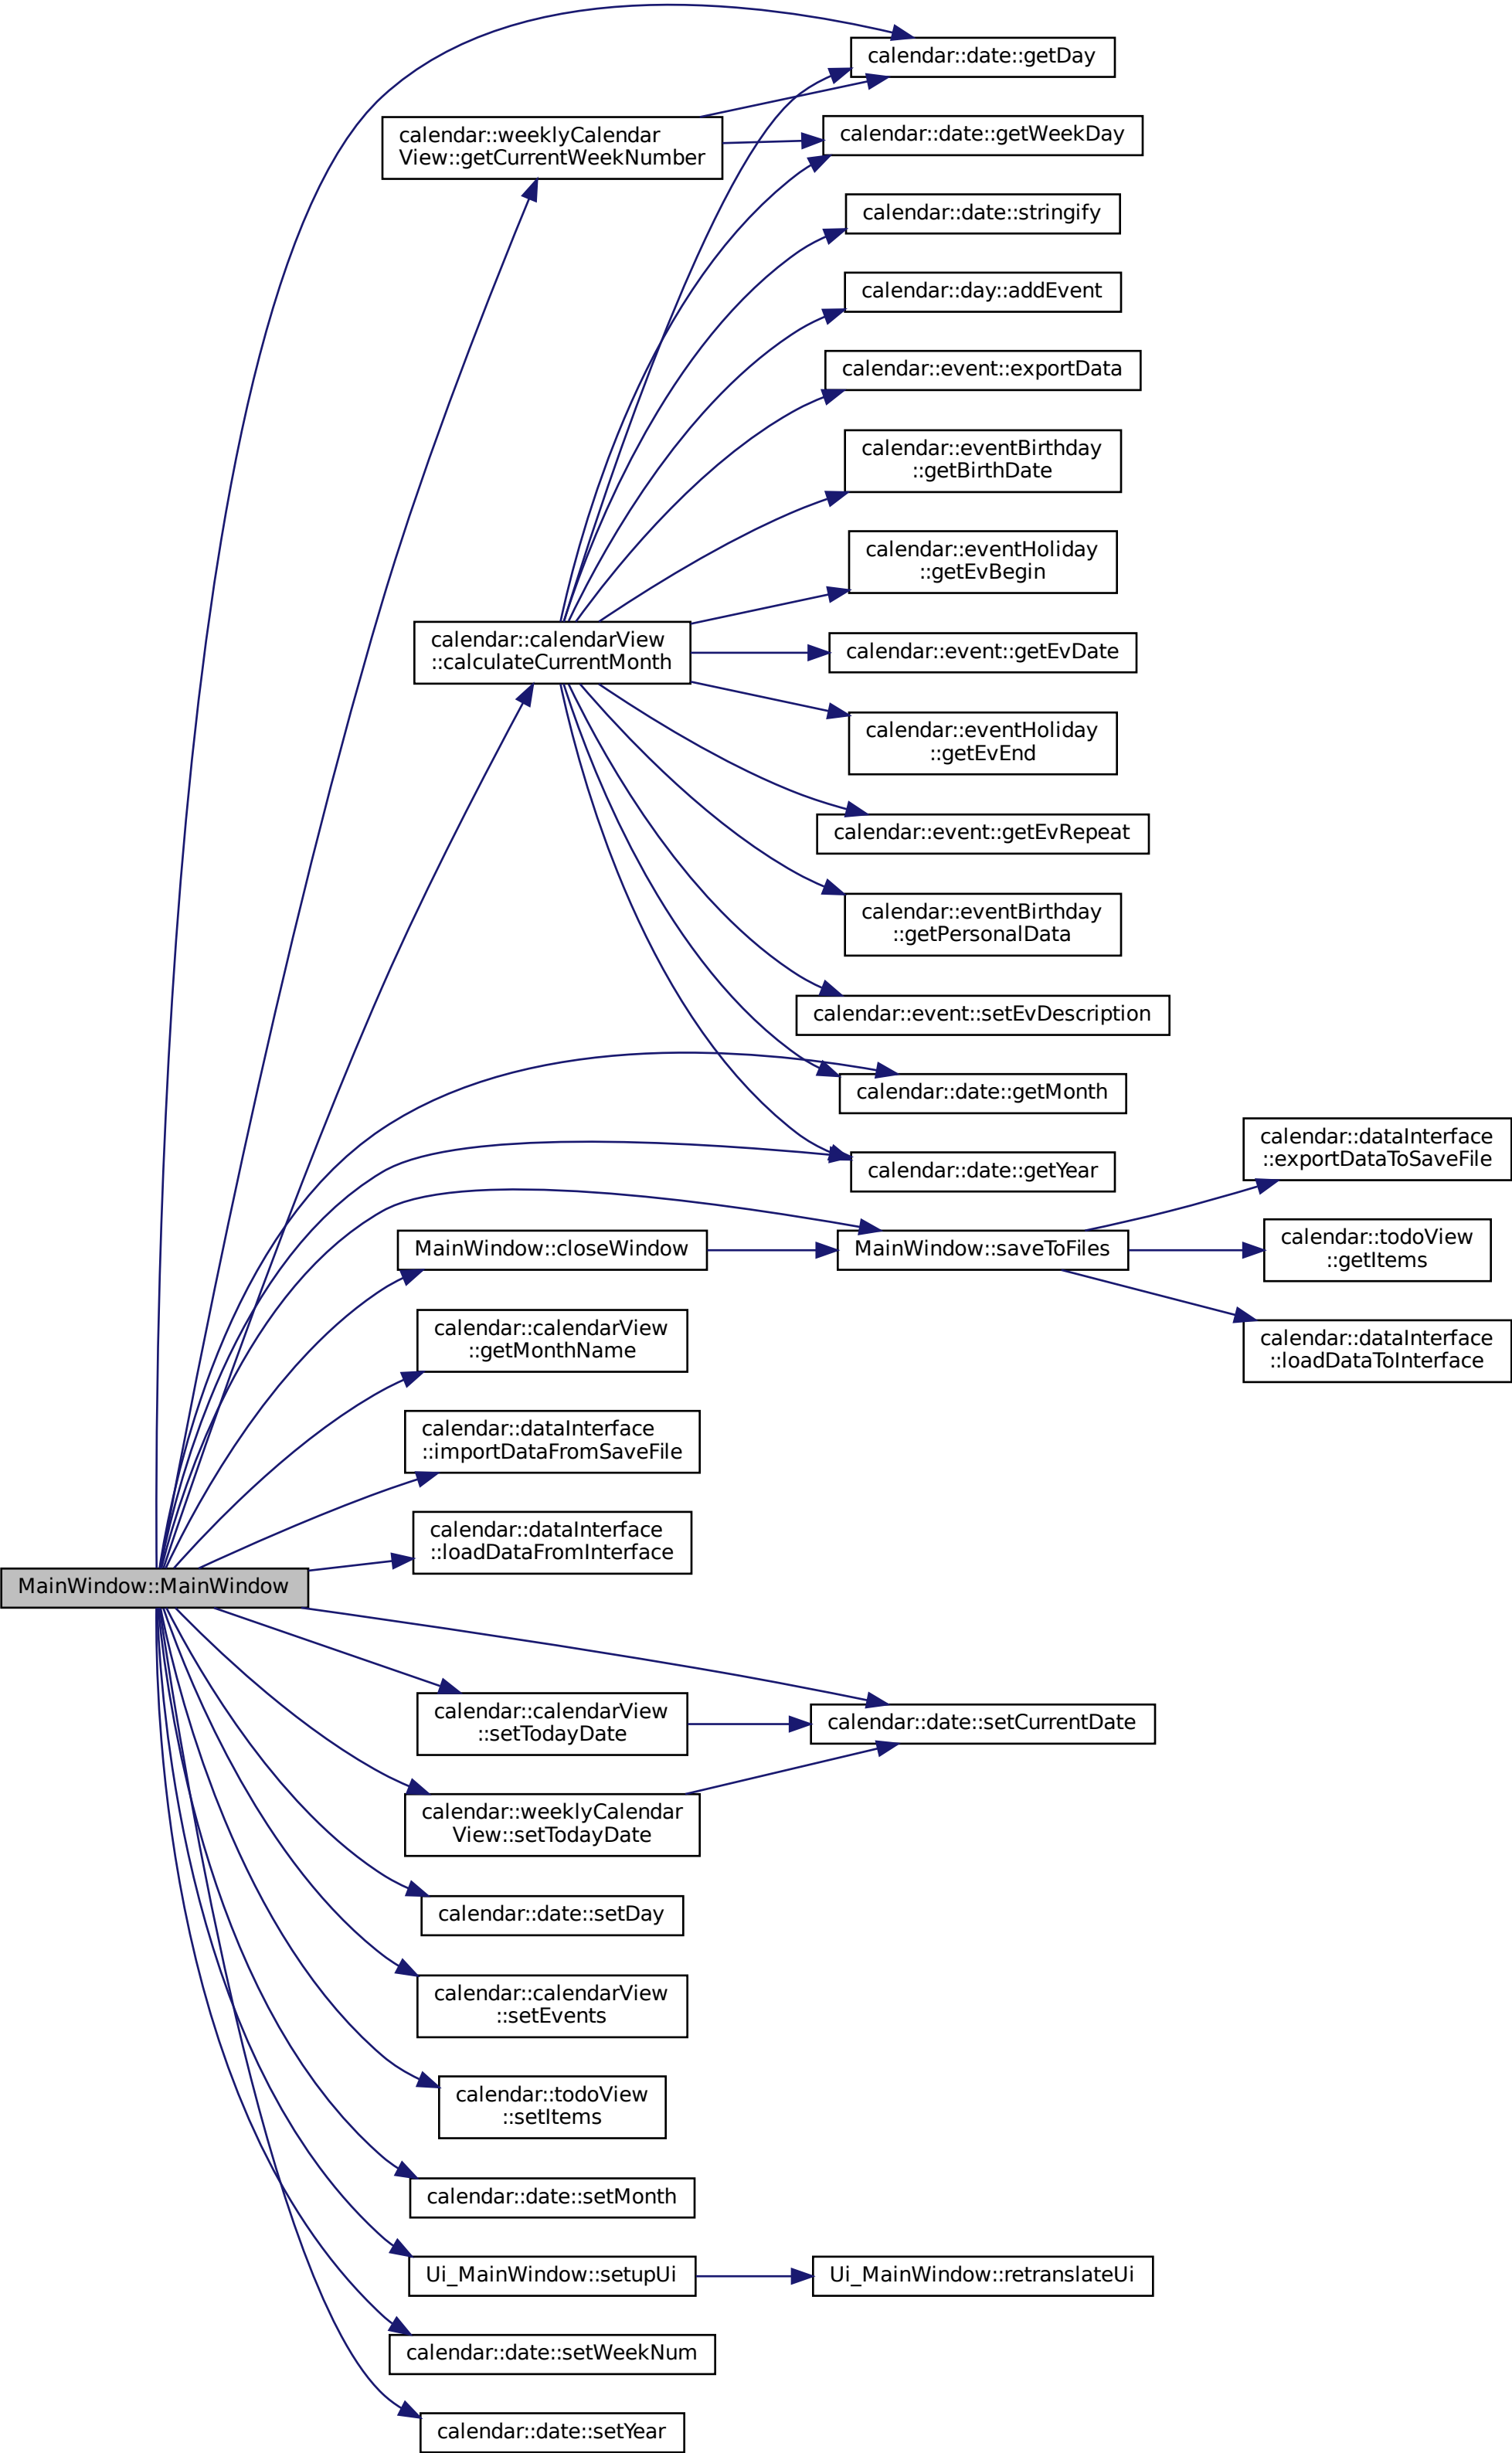 calendar::date::getDay
calendar::weeklyCalendar
View::getCurrentWeekNumber
calendar::date::getWeekDay
calendar::date::stringify
calendar::day::addEvent
calendar::event::exportData
calendar::eventBirthday
::getBirthDate
calendar::eventHoliday
::getEvBegin
calendar::calendarView
::calculateCurrentMonth
calendar::event::getEvDate
calendar::eventHoliday
::getEvEnd
calendar::event::getEvRepeat
calendar::eventBirthday
::getPersonalData
calendar::event::setEvDescription
calendar::date::getMonth
calendar::dataInterface
::exportDataToSaveFile
calendar::date::getYear
MainWindow::closeWindow
MainWindow::saveToFiles
calendar::todoView
::getItems
calendar::calendarView
::getMonthName
calendar::dataInterface
::loadDataToInterface
calendar::dataInterface
::importDataFromSaveFile
calendar::dataInterface
::loadDataFromInterface
MainWindow::MainWindow
calendar::calendarView
::setTodayDate
calendar::date::setCurrentDate
calendar::weeklyCalendar
View::setTodayDate
calendar::date::setDay
calendar::calendarView
::setEvents
calendar::todoView
::setItems
calendar::date::setMonth
Ui_MainWindow::setupUi
Ui_MainWindow::retranslateUi
calendar::date::setWeekNum
calendar::date::setYear